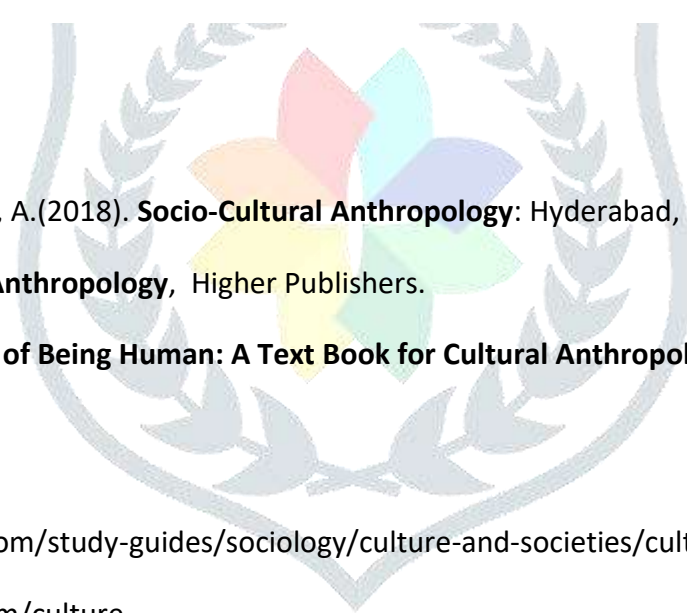 , A.(2018). Socio-Cultural Anthropology: Hyderabad,
Anthropology, Higher Publishers.
of Being Human: A Text Book for Cultural Anthropol
om/study-guides/sociology/culture-and-societies/cult
m/culture